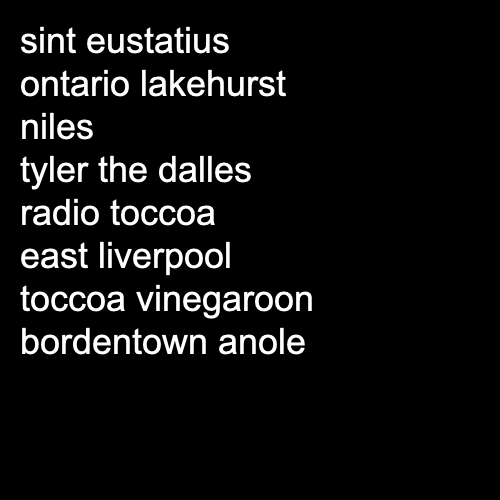 sint eustatius
ontario lakehurst
niles
tyler the dalles
radio toccoa
east liverpool
toccoa vinegaroon
bordentown anole